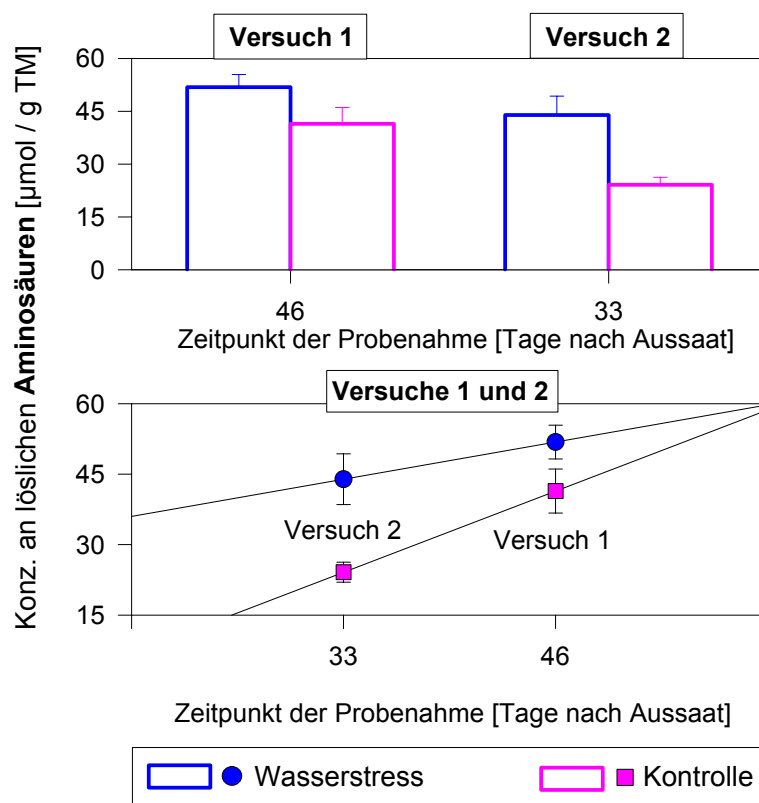 Versuch 1
Versuch 2
60
45
30
15
0
46
33
Zeitpunkt der Probenahme [Tage nach Aussaat]
Konz. an löslichen Aminosäuren [µmol / g TM]
Versuche 1 und 2
60
45
30
15
Versuch 2
Versuch 1
33
46
Zeitpunkt der Probenahme [Tage nach Aussaat]
Wasserstress
Kontrolle